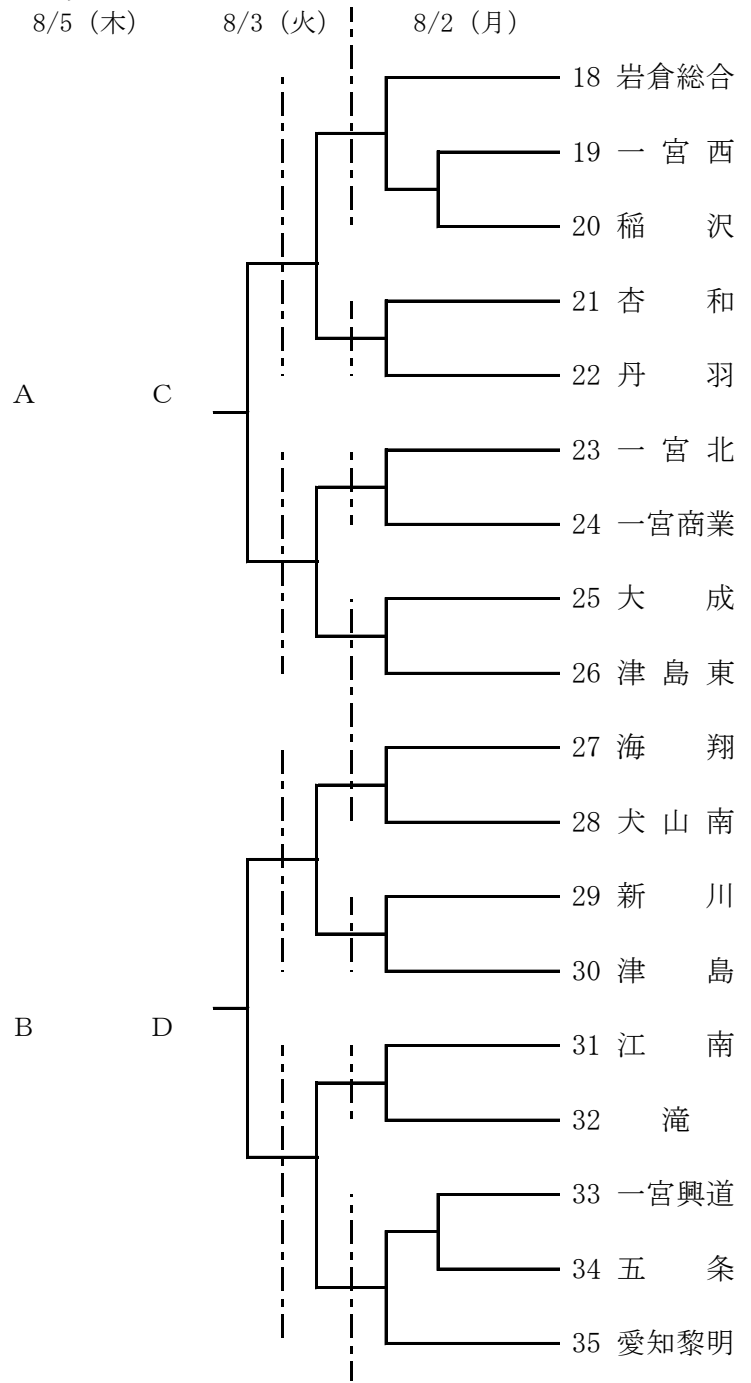 8/5（木） 8/3（火） 8/2（月）
18 岩倉総合
19 一宮西
20 稲沢
21 杏和
22 丹羽
A C
23 一宮北
24 一宮商業
25 大成
26 津島東
27 海翔
28 犬山南
29 新川
30 津島
B D
31 江南
32 滝
33 一宮興道
34 五条
35 愛知黎明